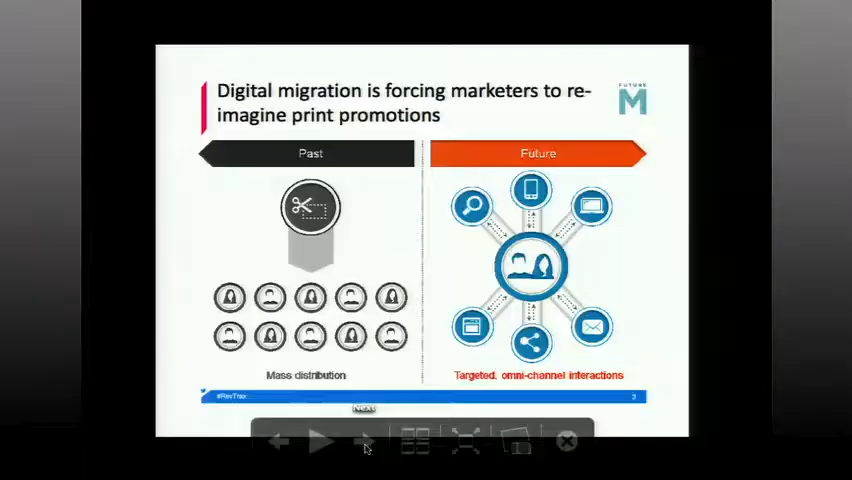 Digital migration is forcing marketers to re-
imagine print promotions
FUTURE
M
Past
Future
Mass distribution
Targeted, omni-channel interactions
#RevTrax
3
Next